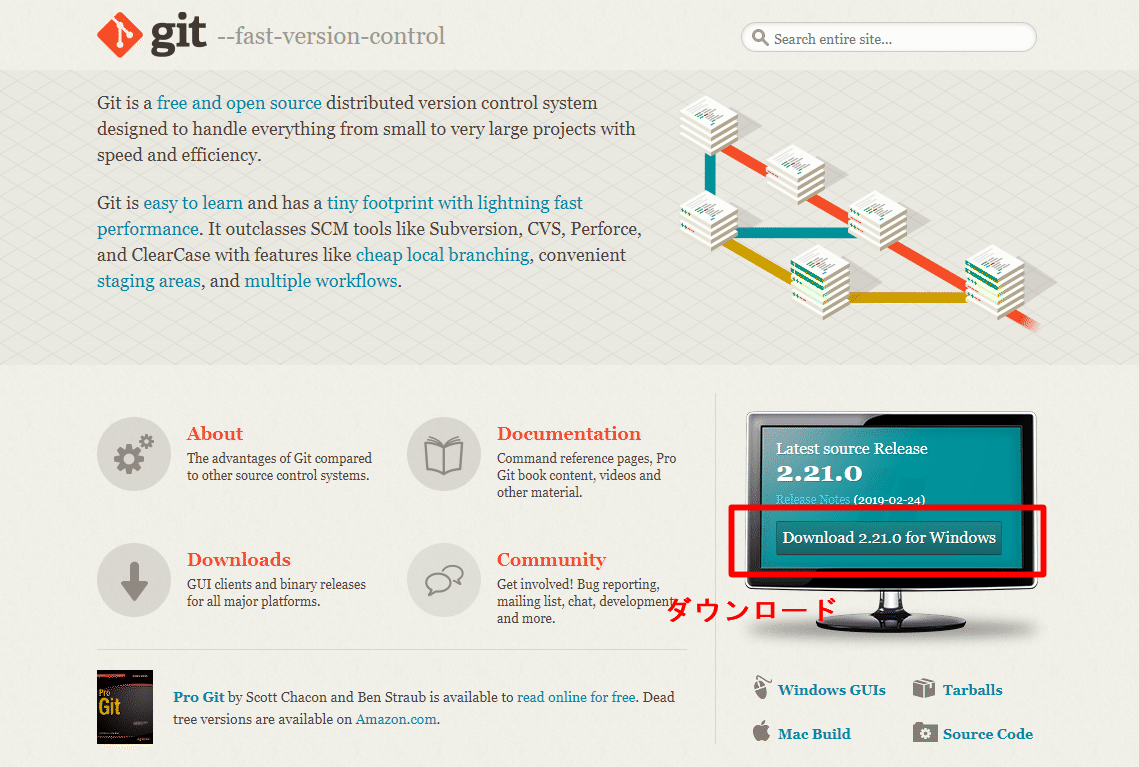 git --fast-version-control
Search entire site...
Git is a free and open source distributed version control system
designed to handle everything from small to very large projects with
speed and efficiency.
Git is easy to learn and has a tiny footprint with lightning fast
performance. It outclasses SCM tools like Subversion, CVS, Perforce,
and ClearCase with features like cheap local branching, convenient
staging areas, and multiple workflows.
About
The advantages of Git compared
to other source control systems.
Documentation
Command reference pages, Pro
Git book content, videos and
other material.
Downloads
GUI clients and binary releases
for all major platforms.
Community
Get involved! Bug reporting,
mailing list, chat, development
and more.
Latest source Release
2.21.0
Release Notes (2019-02-24)
Download 2.21.0 for Windows
ダウンロード
Pro
Git
Pro Git by Scott Chacon and Ben Straub is available to read online for free. Dead
tree versions are available on Amazon.com.
Windows GUIs
Tarballs
Mac Build
Source Code